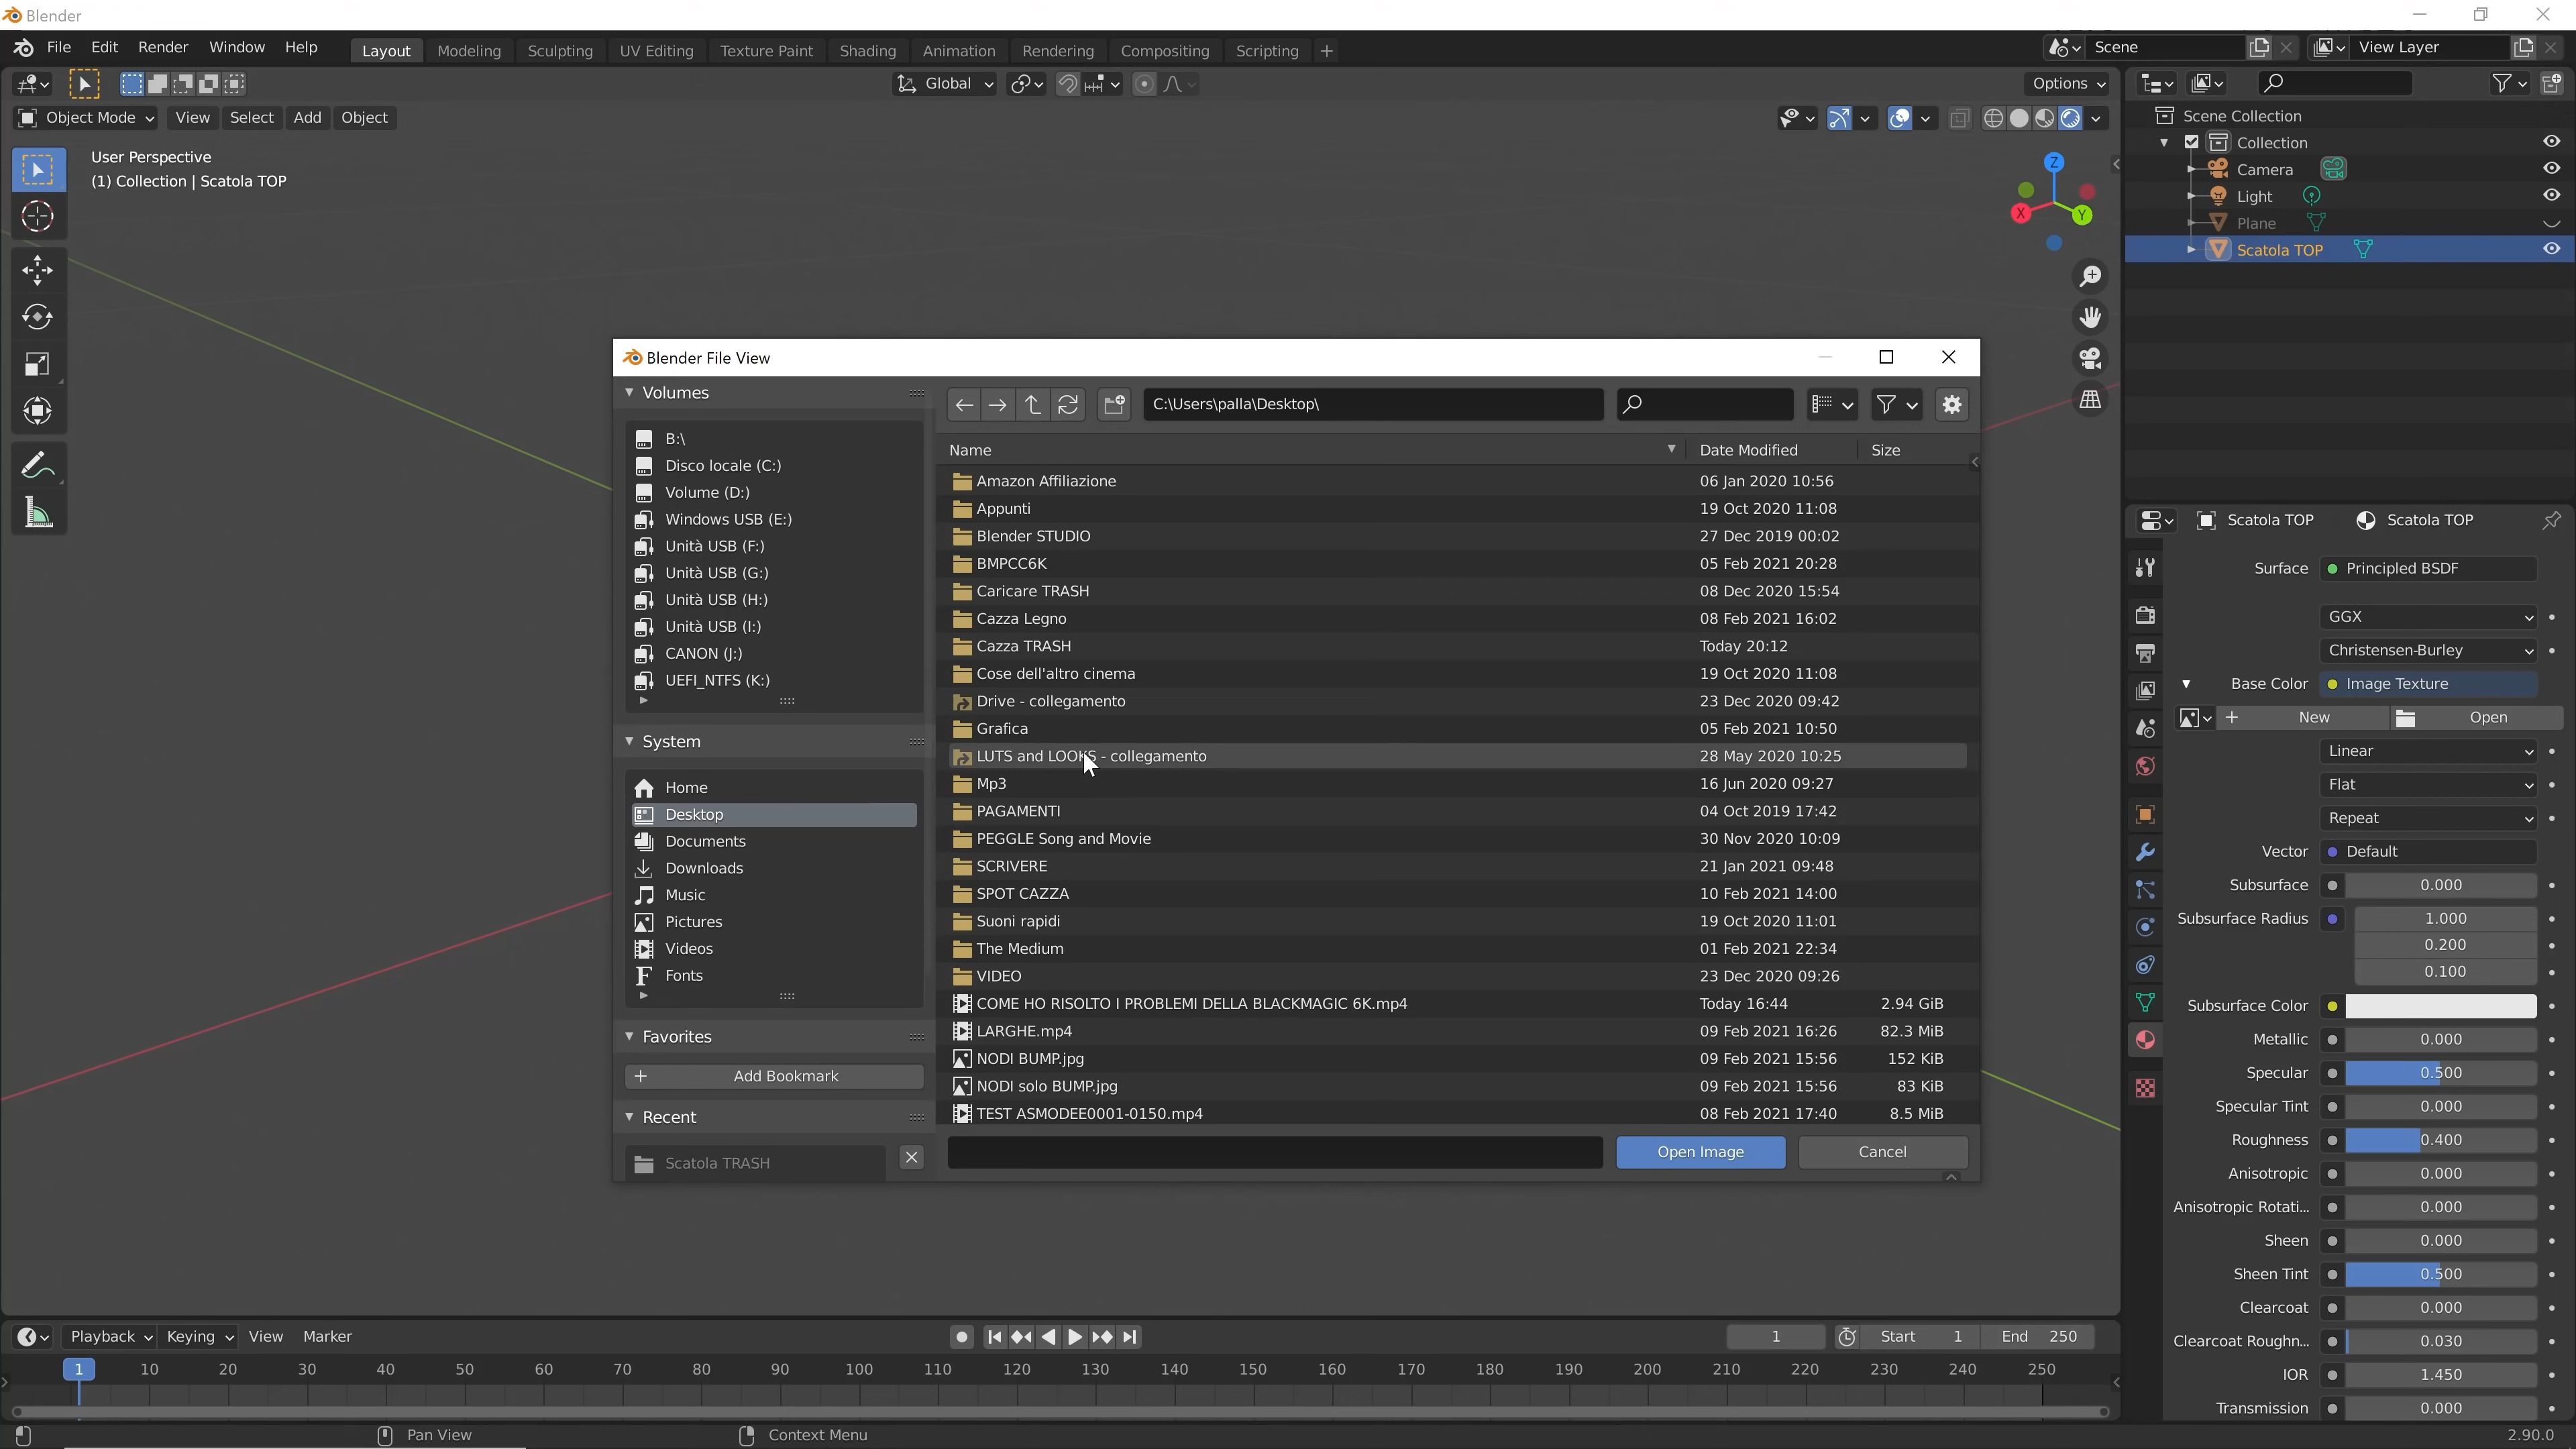 Blender
File Edit Render Window Help Layout Modeling Sculpting UV Editing Texture Paint Shading Animation Rendering Compositing Scripting + Scene View Layer
Global Options
Object Mode View Select Add Object
User Perspective
(1) Collection | Scatola TOP
Z
X Y
Scene Collection
Collection
Camera
Light
Plane
Scatola TOP
Blender File View
Volumes
B:\
Disco locale (C:)
Volume (D:)
Windows USB (E:)
Unità USB (F:)
Unità USB (G:)
Unità USB (H:)
Unità USB (I:)
CANON (J:)
UEFI_NTFS (K:)
System
Home
Desktop
Documents
Downloads
Music
Pictures
Videos
Fonts
Favorites
Add Bookmark
Recent
Scatola TRASH
C:\Users\palla\Desktop\
Name Date Modified Size
Amazon Affiliazione 06 Jan 2020 10:56
Appunti 19 Oct 2020 11:08
Blender STUDIO 27 Dec 2019 00:02
BMPCC6K 05 Feb 2021 20:28
Caricare TRASH 08 Dec 2020 15:54
Cazza Legno 08 Feb 2021 16:02
Cazza TRASH Today 20:12
Cose dell'altro cinema 19 Oct 2020 11:08
Drive - collegamento 23 Dec 2020 09:42
Grafica 05 Feb 2021 10:50
LUTS and LOOKS - collegamento 28 May 2020 10:25
Mp3 16 Jun 2020 09:27
PAGAMENTI 04 Oct 2019 17:42
PEGGLE Song and Movie 30 Nov 2020 10:09
SCRIVERE 21 Jan 2021 09:48
SPOT CAZZA 10 Feb 2021 14:00
Suoni rapidi 19 Oct 2020 11:01
The Medium 01 Feb 2021 22:34
VIDEO 23 Dec 2020 09:26
COME HO RISOLTO I PROBLEMI DELLA BLACKMAGIC 6K.mp4 Today 16:44 2.94 GiB
LARGHE.mp4 09 Feb 2021 16:26 82.3 MiB
NODI BUMP.jpg 09 Feb 2021 15:56 152 KiB
NODI solo BUMP.jpg 09 Feb 2021 15:56 83 KiB
TEST ASMODEE0001-0150.mp4 08 Feb 2021 17:40 8.5 MiB
Open Image Cancel
Scatola TOP Scatola TOP
Surface Principled BSDF
GGX
Christensen-Burley
Base Color Image Texture
New Open
Linear
Flat
Repeat
Vector Default
Subsurface 0.000
Subsurface Radius 1.000
0.200
0.100
Subsurface Color
Metallic 0.000
Specular 0.500
Specular Tint 0.000
Roughness 0.400
Anisotropic 0.000
Anisotropic Rotati... 0.000
Sheen 0.000
Sheen Tint 0.500
Clearcoat 0.000
Clearcoat Roughn... 0.030
IOR 1.450
Transmission 0.000
Playback Keying View Marker 1 Start 1 End 250
1 10 20 30 40 50 60 70 80 90 100 110 120 130 140 150 160 170 180 190 200 210 220 230 240 250
Pan View Context Menu 2.90.0